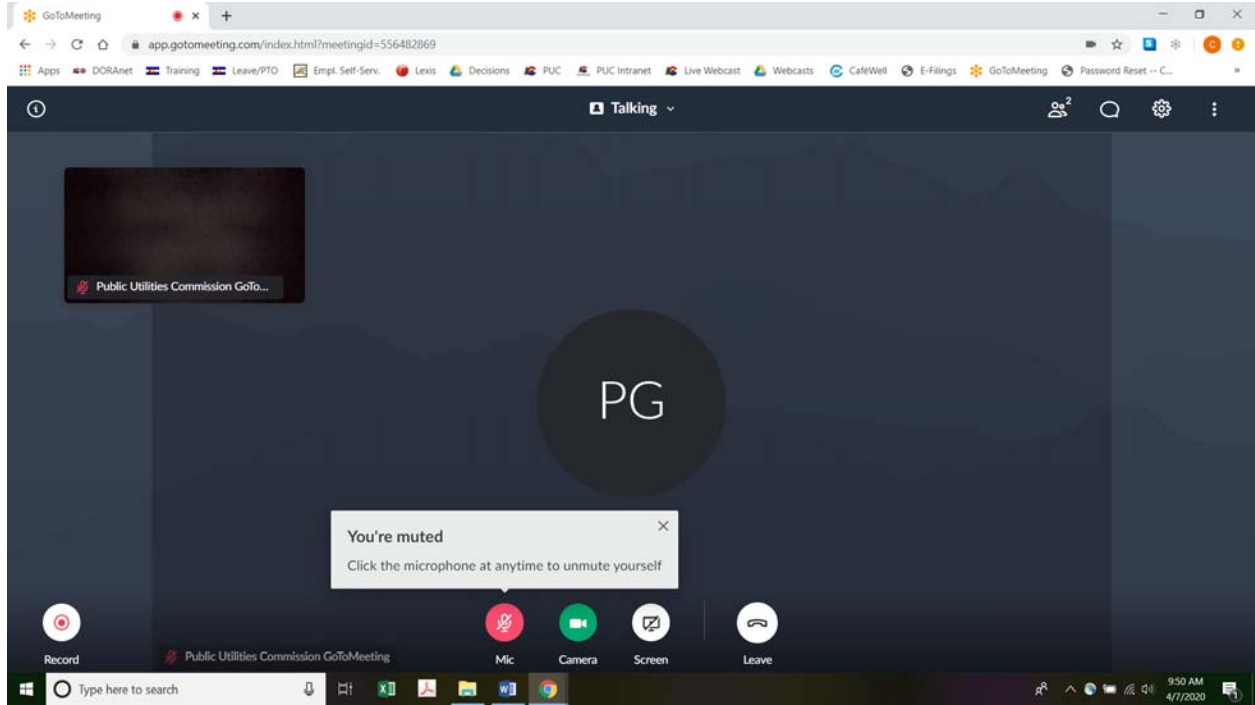 GoToMeeting
app.gotomeeting.com/index.html?meetingid=556482869
Apps DORAnet Training Leave/PTO Empl. Self-Serv. Lexis Decisions PUC PUC Intranet Live Webcast Webcasts CaféWell E-Filings GoToMeeting Password Reset -- C...
Talking
2
Public Utilities Commission GoTo...
PG
You're muted
Click the microphone at anytime to unmute yourself
Record
Public Utilities Commission GoToMeeting
Mic Camera Screen Leave
Type here to search
9:50 AM
4/7/2020